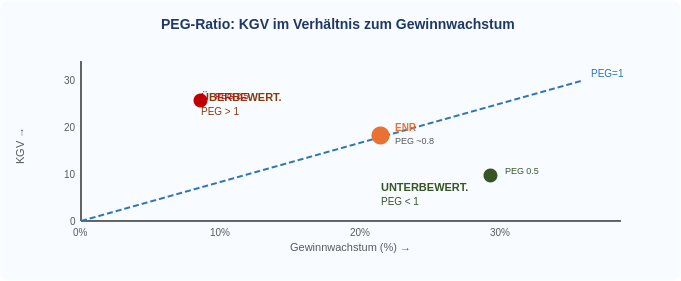 PEG-Ratio: KGV im Verhältnis zum Gewinnwachstum
PEG=1
30
ÜBERBEWERT.
PEG > 1
20
ENR
PEG ~0.8
10
PEG 0.5
UNTERBEWERT.
PEG < 1
0
0%
10%
20%
30%
KGV →
Gewinnwachstum (%) →